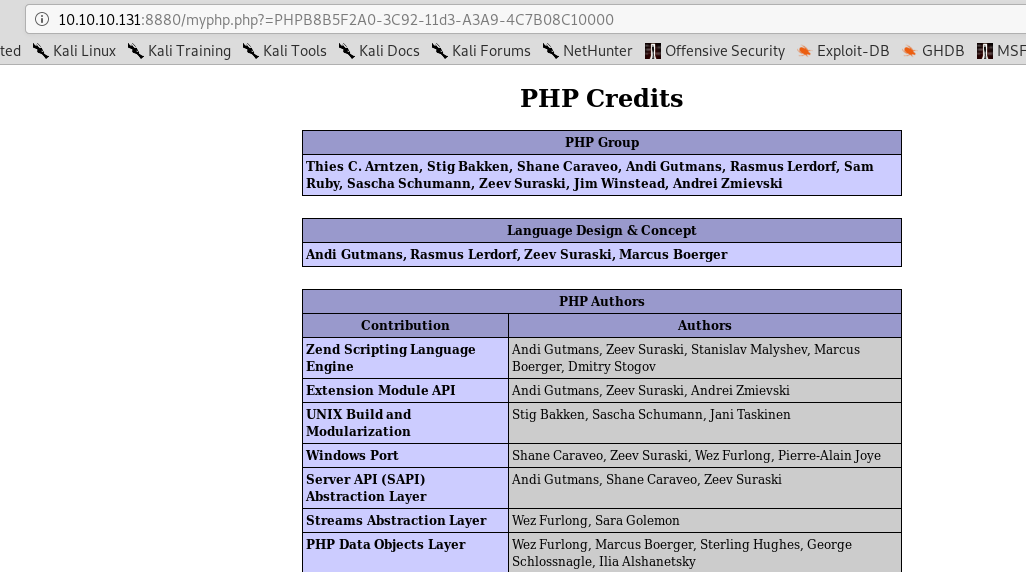 10.10.10.131:8880/myphp.php?=PHPB8B5F2A0-3C92-11d3-A3A9-4C7B08C10000
ted Kali Linux Kali Training Kali Tools Kali Docs Kali Forums NetHunter Offensive Security Exploit-DB GHDB MSF
PHP Credits
PHP Group
Thies C. Arntzen, Stig Bakken, Shane Caraveo, Andi Gutmans, Rasmus Lerdorf, Sam
Ruby, Sascha Schumann, Zeev Suraski, Jim Winstead, Andrei Zmievski
Language Design & Concept
Andi Gutmans, Rasmus Lerdorf, Zeev Suraski, Marcus Boerger
PHP Authors
Contribution Authors
Zend Scripting Language Andi Gutmans, Zeev Suraski, Stanislav Malyshev, Marcus
Engine Boerger, Dmitry Stogov
Extension Module API Andi Gutmans, Zeev Suraski, Andrei Zmievski
UNIX Build and Stig Bakken, Sascha Schumann, Jani Taskinen
Modularization
Windows Port Shane Caraveo, Zeev Suraski, Wez Furlong, Pierre-Alain Joye
Server API (SAPI) Andi Gutmans, Shane Caraveo, Zeev Suraski
Abstraction Layer
Streams Abstraction Layer Wez Furlong, Sara Golemon
PHP Data Objects Layer Wez Furlong, Marcus Boerger, Sterling Hughes, George
Schlossnagle, Ilia Alshanetsky